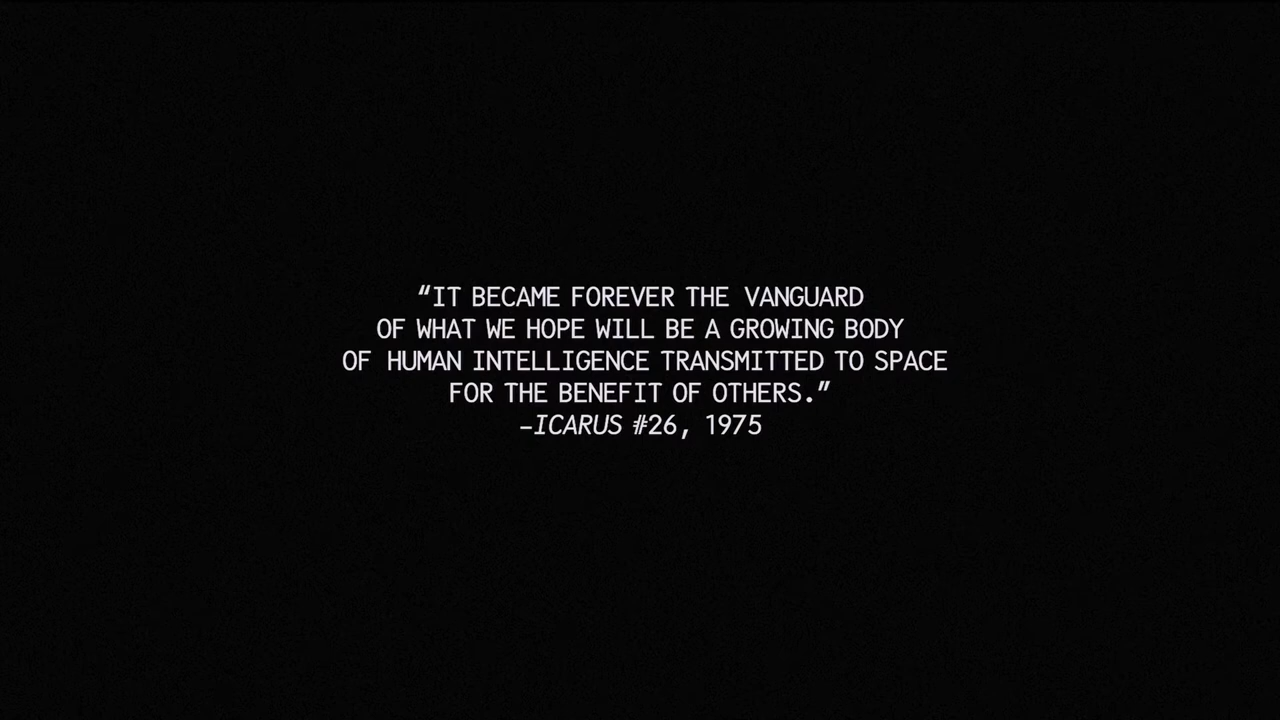 “IT BECAME FOREVER THE VANGUARD
OF WHAT WE HOPE WILL BE A GROWING BODY
OF HUMAN INTELLIGENCE TRANSMITTED TO SPACE
FOR THE BENEFIT OF OTHERS.”
–ICARUS #26, 1975